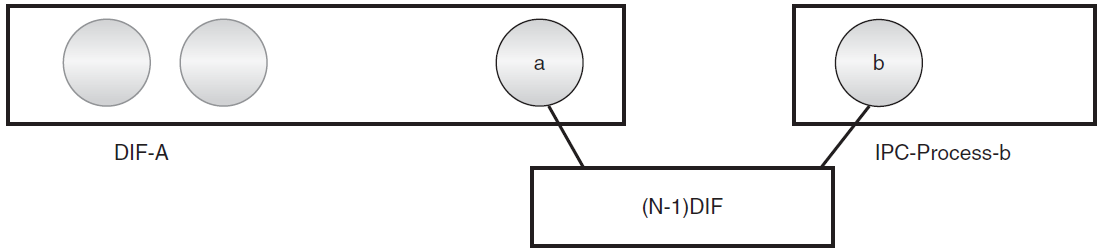 a
b
DIF-A
IPC-Process-b
(N-1)DIF